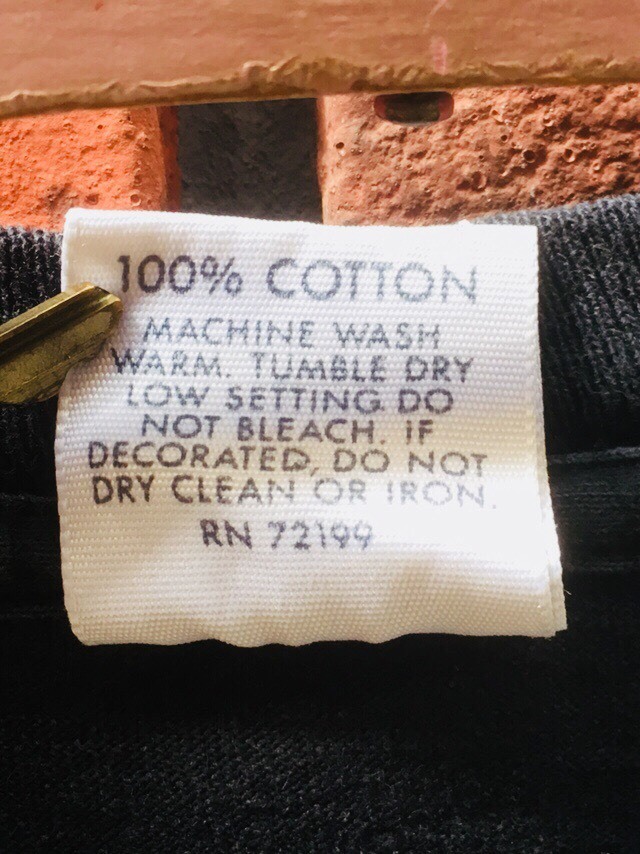 100% COTTON
MACHINE WASH
WARM. TUMBLE DRY
LOW SETTING. DO
NOT BLEACH. IF
DECORATED, DO NOT
DRY CLEAN OR IRON.
RN 72199